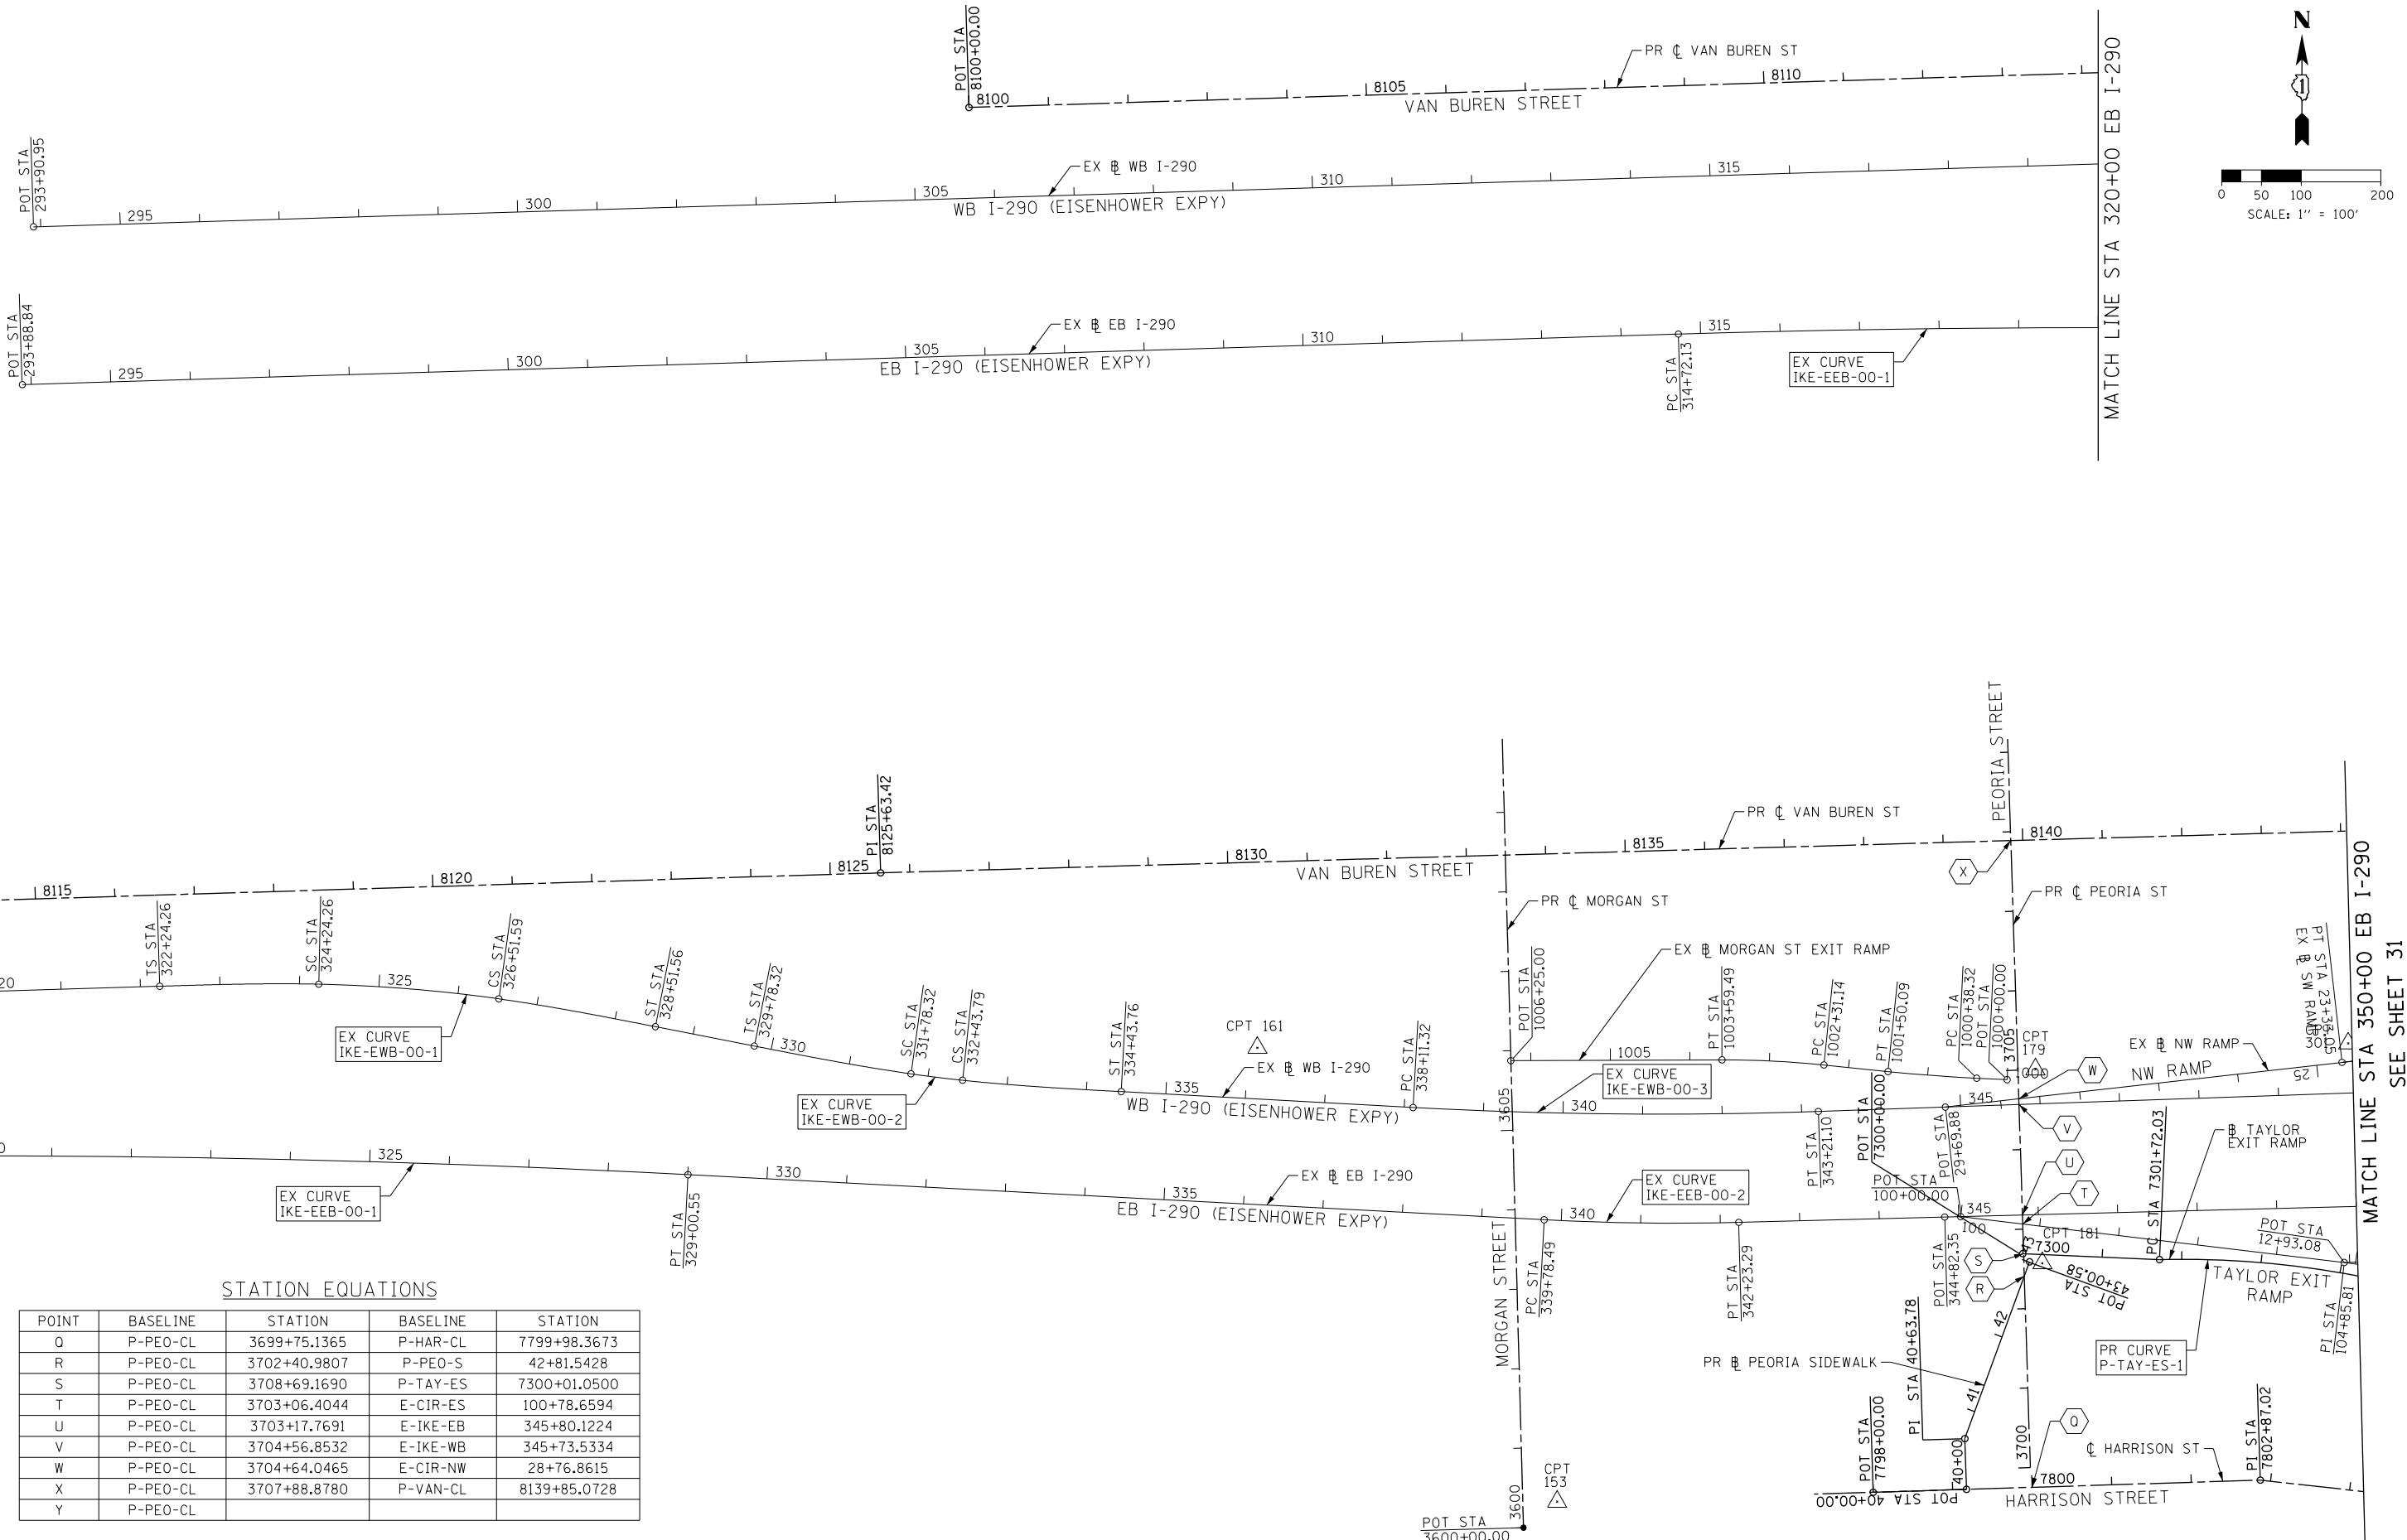 POT STA
8100+00.00
8100
8105
8110
PR ℄ VAN BUREN ST
VAN BUREN STREET
MATCH LINE STA 320+00 EB I-290
N
1
0 50 100 200
SCALE: 1'' = 100'
POT STA
293+90.95
295
300
305
310
315
EX B̵L WB I-290
WB I-290 (EISENHOWER EXPY)
POT STA
293+88.84
295
300
305
310
315
EX B̵L EB I-290
EB I-290 (EISENHOWER EXPY)
PC STA
314+72.13
EX CURVE
IKE-EEB-00-1
8115
8120
PI STA
8125+63.42
8125
8130
8135
8140
VAN BUREN STREET
PR ℄ VAN BUREN ST
PEORIA STREET
X
PR ℄ PEORIA ST
PR ℄ MORGAN ST
MATCH LINE STA 350+00 EB I-290
SEE SHEET 31
20
TS STA
322+24.26
SC STA
324+24.26
325
CS STA
326+51.59
EX CURVE
IKE-EWB-00-1
ST STA
328+51.56
TS STA
329+78.32
330
SC STA
331+78.32
CS STA
332+43.79
EX CURVE
IKE-EWB-00-2
ST STA
334+43.76
335
CPT 161
EX B̵L WB I-290
WB I-290 (EISENHOWER EXPY)
PC STA
338+11.32
3605
340
EX CURVE
IKE-EWB-00-3
POT STA
1006+25.00
EX B̵L MORGAN ST EXIT RAMP
1005
PT STA
1003+59.49
PC STA
1002+31.14
PT STA
1001+50.09
PC STA
1000+38.32
POT STA
1000+00.00
3705
CPT
179
1000
W
EX B̵L NW RAMP
NW RAMP
25
PT STA 23+36.05
EX B̵L SW RAMP
301
PT STA
343+21.10
POT STA
7300+00.00
POT STA
29+69.88
345
V
U
T
PC STA 7301+72.03
B̵L TAYLOR
EXIT RAMP
0
325
EX CURVE
IKE-EEB-00-1
PT STA
329+00.55
330
335
EX B̵L EB I-290
EB I-290 (EISENHOWER EXPY)
MORGAN STREET
PC STA
339+78.49
340
EX CURVE
IKE-EEB-00-2
PT STA
342+23.29
POT STA
344+82.35
POT STA
100+00.00
345
100
S
R
43
7300
CPT 181
POT STA
43+00.58
TAYLOR EXIT
RAMP
POT STA
12+93.08
PI STA
104+85.81
PR CURVE
P-TAY-ES-1
42
41
PR B̵L PEORIA SIDEWALK
PI STA 40+63.78
40+00
POT STA 40+00.00
POT STA
7798+00.00
3700
Q
7800
HARRISON STREET
℄ HARRISON ST
PI STA
7802+87.02
CPT
153
3600
POT STA
3600+00.00
STATION EQUATIONS
POINT BASELINE STATION BASELINE STATION
Q P-PEO-CL 3699+75.1365 P-HAR-CL 7799+98.3673
R P-PEO-CL 3702+40.9807 P-PEO-S 42+81.5428
S P-PEO-CL 3708+69.1690 P-TAY-ES 7300+01.0500
T P-PEO-CL 3703+06.4044 E-CIR-ES 100+78.6594
U P-PEO-CL 3703+17.7691 E-IKE-EB 345+80.1224
V P-PEO-CL 3704+56.8532 E-IKE-WB 345+73.5334
W P-PEO-CL 3704+64.0465 E-CIR-NW 28+76.8615
X P-PEO-CL 3707+88.8780 P-VAN-CL 8139+85.0728
Y P-PEO-CL